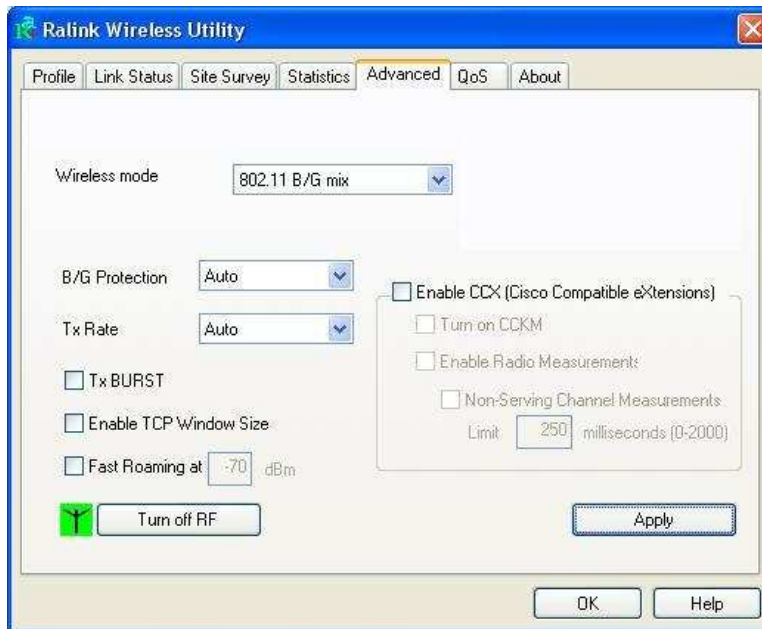 Ralink Wireless Utility
Profile Link Status Site Survey Statistics Advanced QoS About
Wireless mode 802.11 B/G mix
B/G Protection Auto
Enable CCX (Cisco Compatible eXtensions)
Tx Rate Auto
Turn on CCKM
Enable Radio Measurements
Tx BURST
Non-Serving Channel Measurements
Enable TCP Window Size
Limit 250 milliseconds (0-2000)
Fast Roaming at -70 dBm
Turn off RF
Apply
OK Help